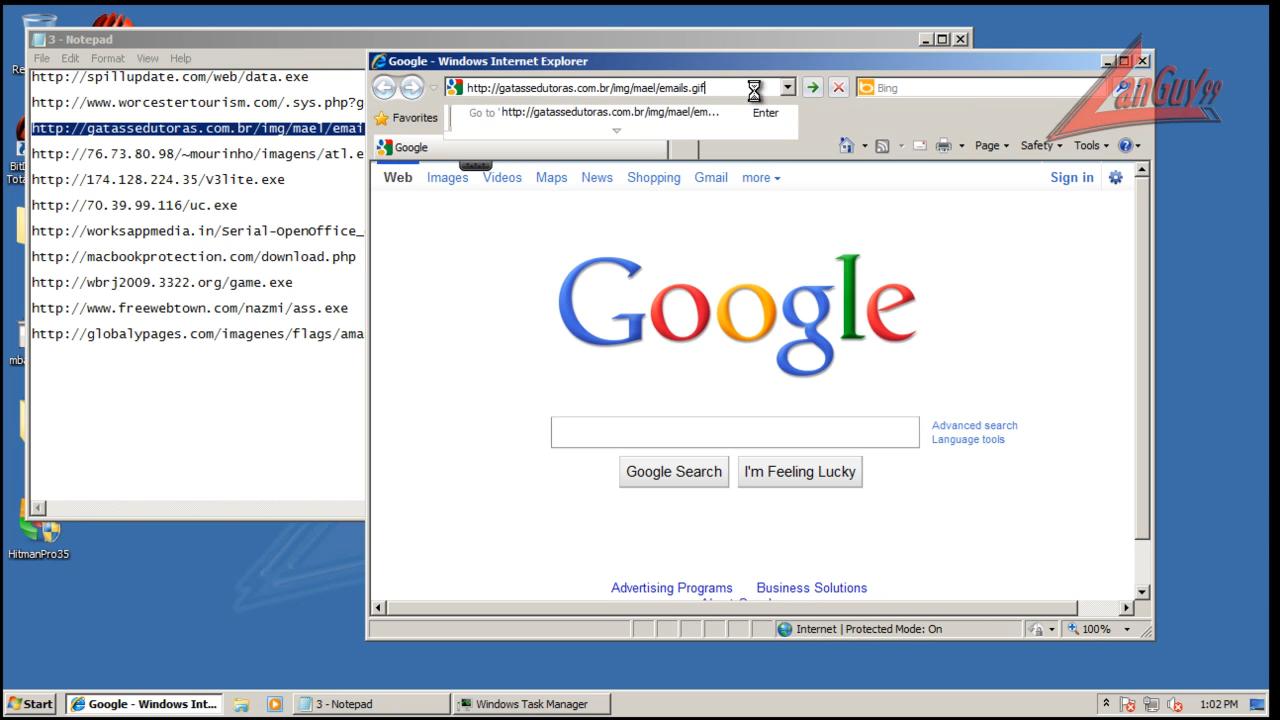 3 - Notepad
File Edit Format View Help
http://spillupdate.com/web/data.exe
http://www.worcestertourism.com/.sys.php?g
http://gatassedutoras.com.br/img/mael/emai
http://76.73.80.98/~mourinho/imagens/atl.e
http://174.128.224.35/v3lite.exe
http://70.39.99.116/uc.exe
http://worksappmedia.in/Serial-OpenOffice_
http://macbookprotection.com/download.php
http://wbrj2009.3322.org/game.exe
http://www.freewebtown.com/nazmi/ass.exe
http://globalypages.com/imagenes/flags/ama
HitmanPro35
Google - Windows Internet Explorer
http://gatassedutoras.com.br/img/mael/emails.gif
Bing
Go to 'http://gatassedutoras.com.br/img/mael/em... Enter
Favorites
Google
Page Safety Tools
Web Images Videos Maps News Shopping Gmail more
Sign in
Google
Advanced search
Language tools
Google Search I'm Feeling Lucky
Advertising Programs Business Solutions
Internet | Protected Mode: On
100%
LanGuy99
Start Google - Windows Int... 3 - Notepad Windows Task Manager 1:02 PM